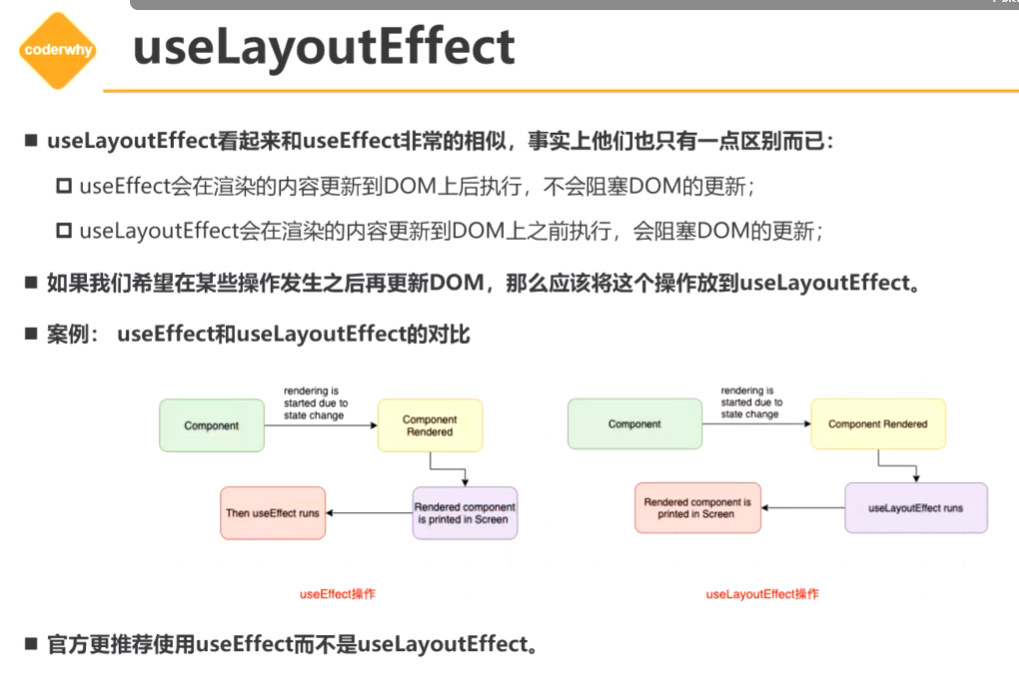 coderwhy
useLayoutEffect
useLayoutEffect看起来和useEffect非常的相似，事实上他们也只有一点区别而已：
useEffect会在渲染的内容更新到DOM上后执行，不会阻塞DOM的更新；
useLayoutEffect会在渲染的内容更新到DOM上之前执行，会阻塞DOM的更新；
如果我们希望在某些操作发生之后再更新DOM，那么应该将这个操作放到useLayoutEffect。
案例： useEffect和useLayoutEffect的对比
Component
rendering is
started due to
state change
Component
Rendered
Rendered component
is printed in Screen
Then useEffect runs
useEffect操作
Component
rendering is
started due to
state change
Component Rendered
useLayoutEffect runs
Rendered component is
printed in Screen
useLayoutEffect操作
官方更推荐使用useEffect而不是useLayoutEffect。